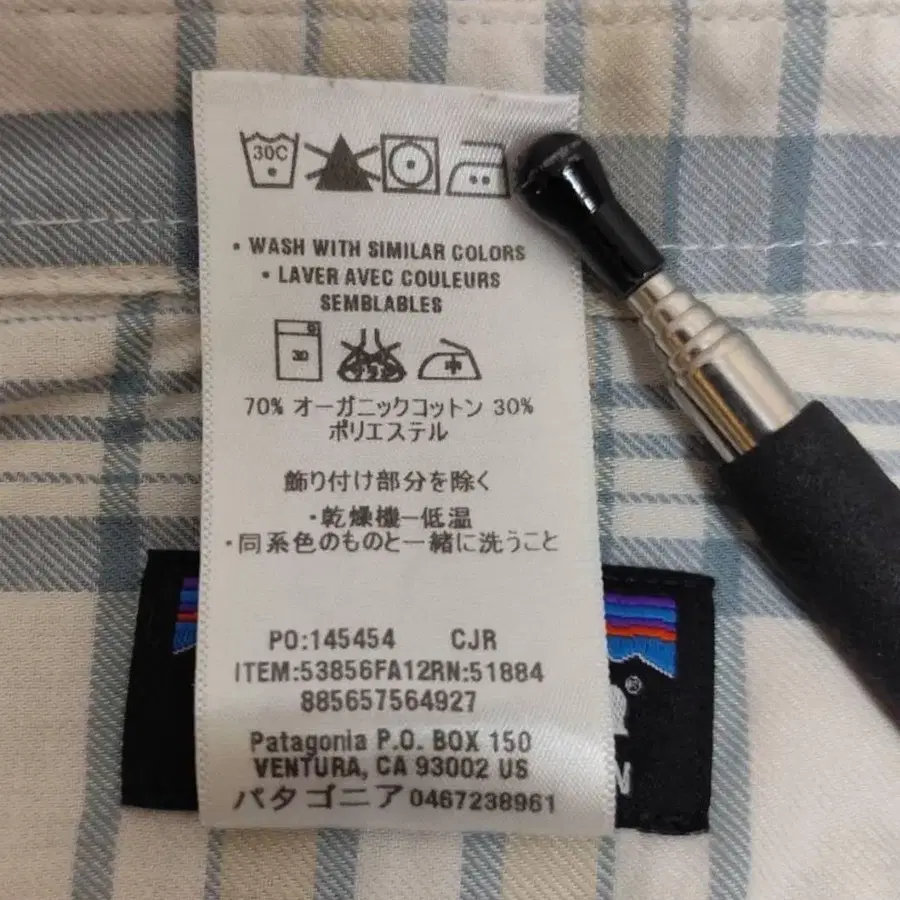 30C
• WASH WITH SIMILAR COLORS
• LAVER AVEC COULEURS
SEMBLABLES
30
中
70% オーガニックコットン 30%
ポリエステル
飾り付け部分を除く
・乾燥機ー低温
・同系色のものと一緒に洗うこと
PO:145454 CJR
ITEM:53856FA12RN:51884
885657564927
Patagonia P.O. BOX 150
VENTURA, CA 93002 US
パタゴニア 0467238961
®
N